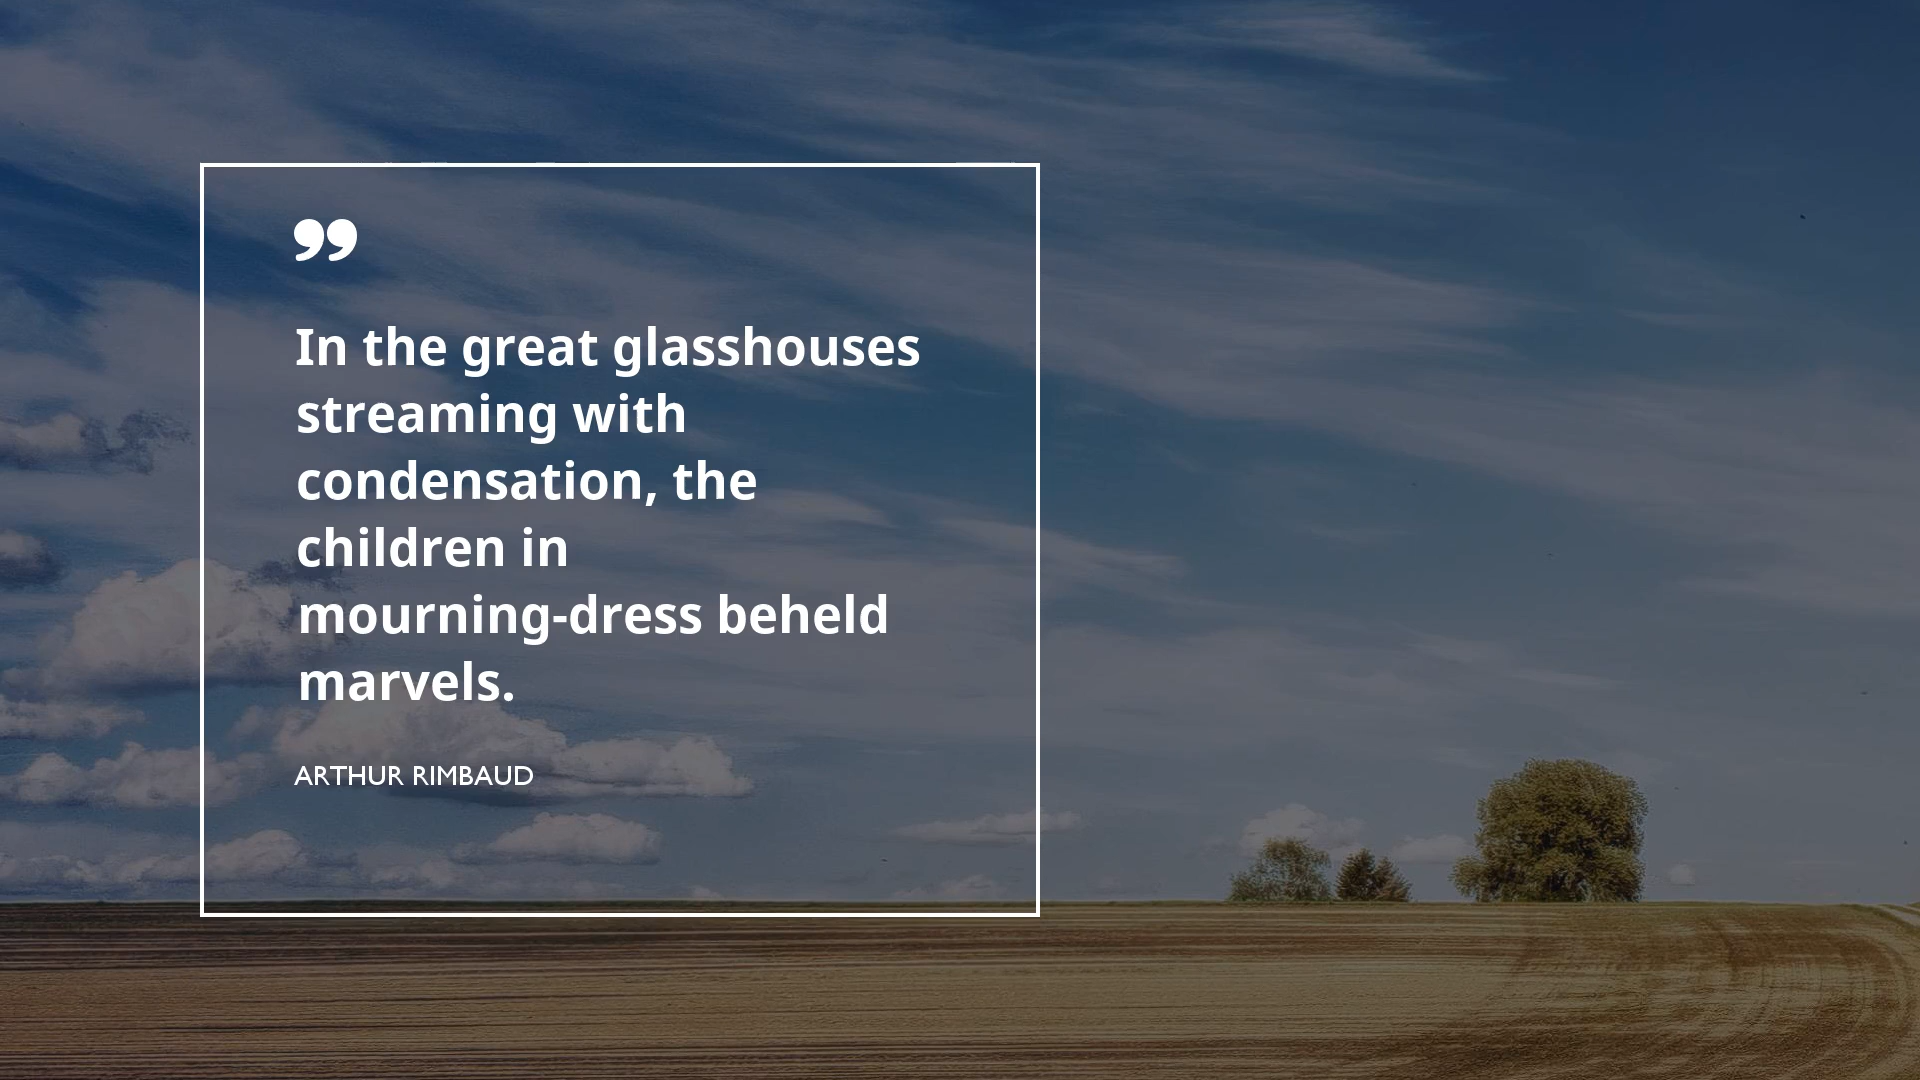 ”
In the great glasshouses
streaming with
condensation, the
children in
mourning-dress beheld
marvels.
ARTHUR RIMBAUD